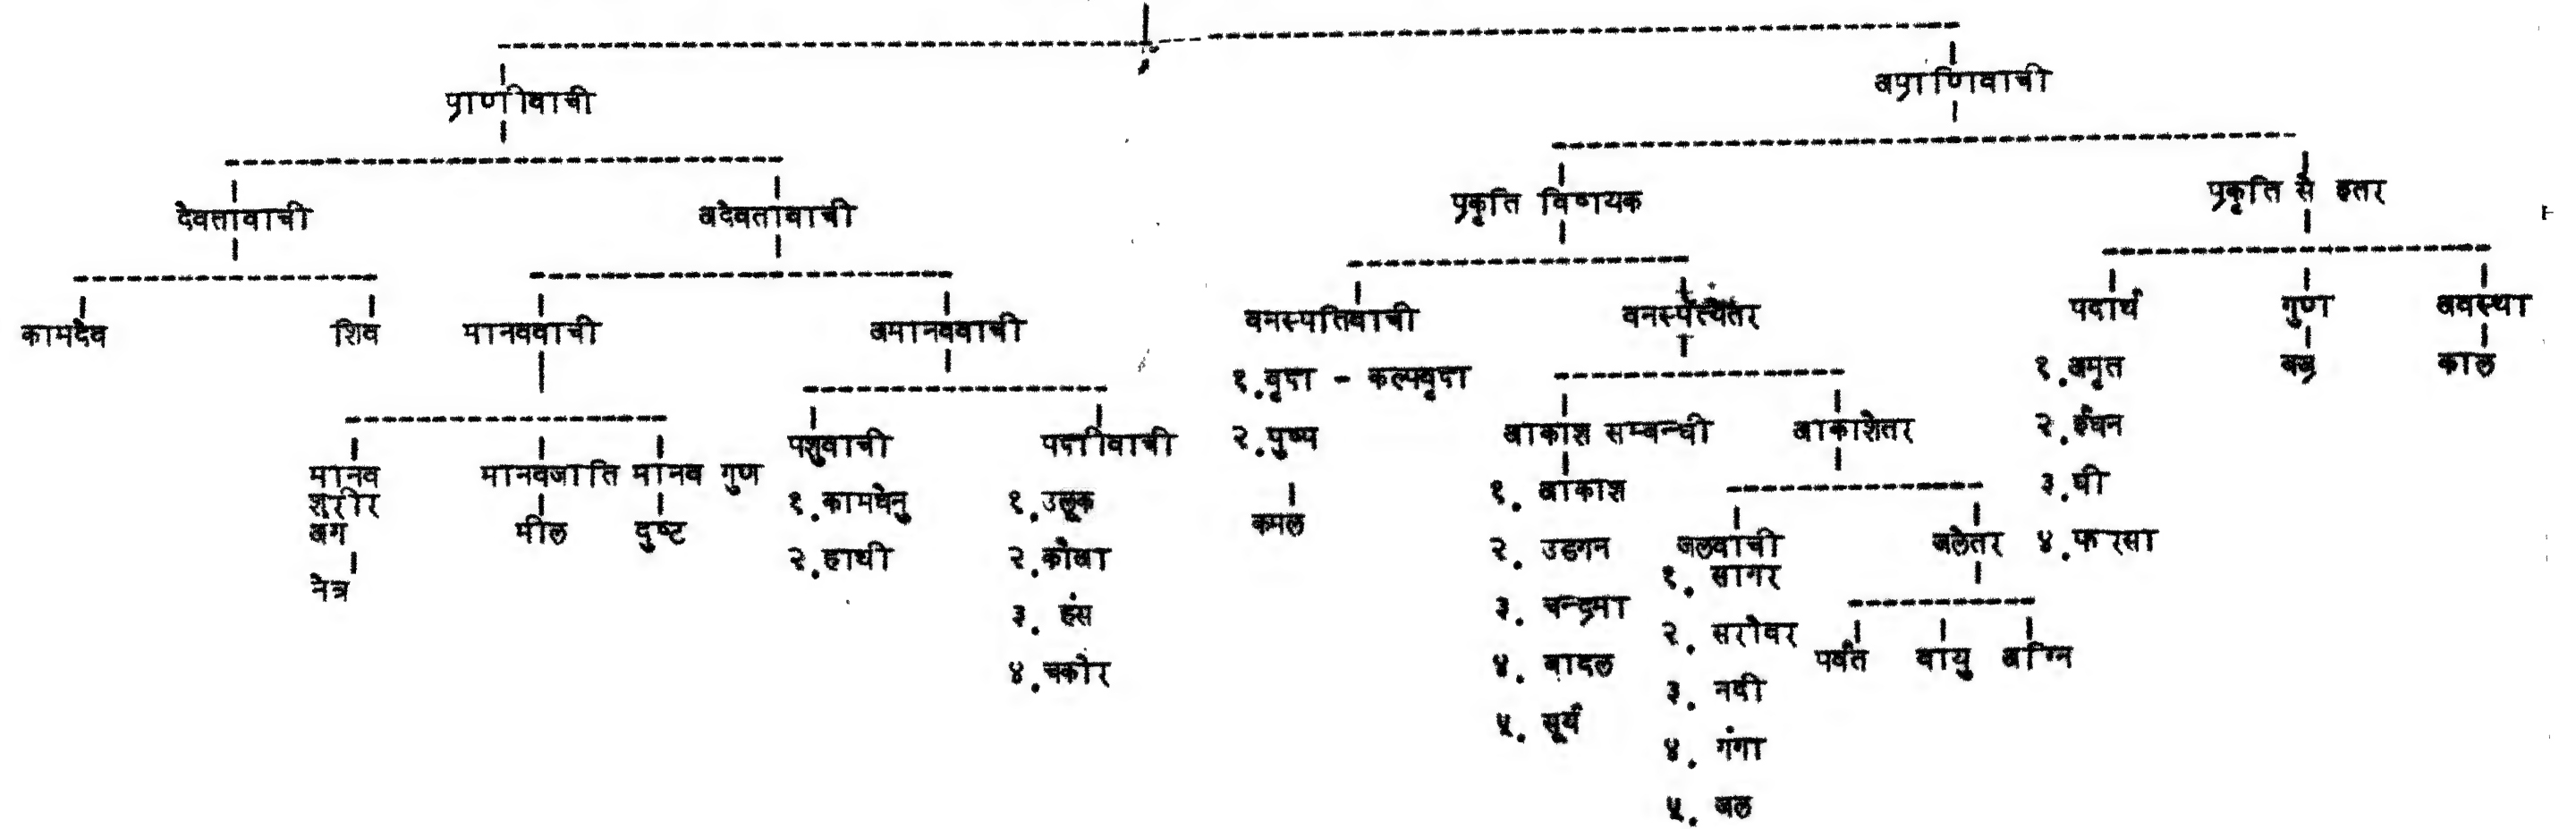 प्राणीवाची
अप्राणिवाची
देवतावाची
अदेवतावाची
प्रकृति विषयक
प्रकृति से इतर
कामदेव
शिव
मानववाची
अमानववाची
वनस्पतिवाची
वनस्पत्येतर
पदार्थ
गुण
अवस्था
मानव
शरीर
अंग
नेत्र
मानवजाति
भील
मानव गुण
दुष्ट
पशुवाची
१.कामधेनु
२.हाथी
पक्षीवाची
१.उलूक
२.कौवा
३. हंस
४.चकोर
१.वृक्ष - कल्पवृक्ष
२.पुष्प
कमल
आकाश सम्बन्धी
१. आकाश
२. उडगन
३. चन्द्रमा
४. बादल
५. सूर्य
आकाशेतर
जलवाची
१. सागर
२. सरोवर
३. नदी
४. गंगा
५. जल
जलेतर
पर्वत
वायु
अग्नि
१.अमृत
२.ईंधन
३.घी
४.फरसा
काल